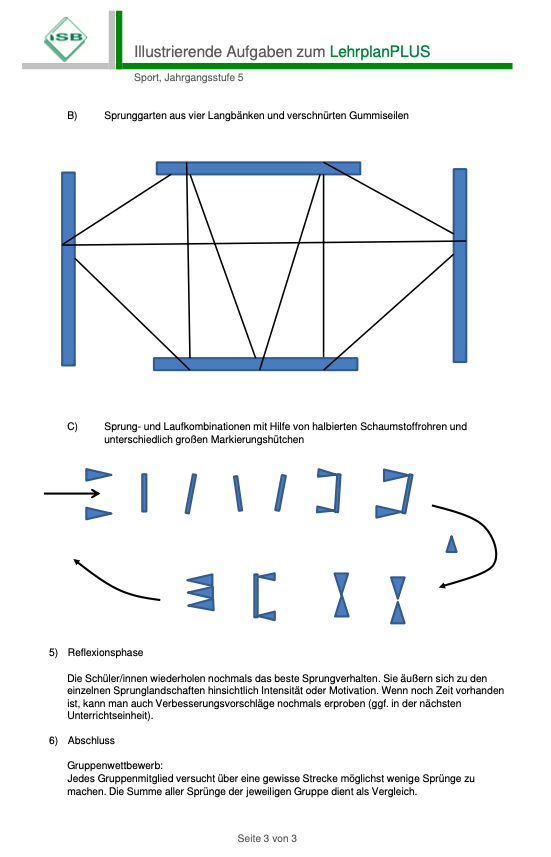 ISB
Illustrierende Aufgaben zum LehrplanPLUS
Sport, Jahrgangsstufe 5
B) Sprunggarten aus vier Langbänken und verschnürten Gummiseilen
C) Sprung- und Laufkombinationen mit Hilfe von halbierten Schaumstoffrohren und
unterschiedlich großen Markierungshütchen
5) Reflexionsphase
Die Schüler/innen wiederholen nochmals das beste Sprungverhalten. Sie äußern sich zu den
einzelnen Sprunglandschaften hinsichtlich Intensität oder Motivation. Wenn noch Zeit vorhanden
ist, kann man auch Verbesserungsvorschläge nochmals erproben (ggf. in der nächsten
Unterrichtseinheit).
6) Abschluss
Gruppenwettbewerb:
Jedes Gruppenmitglied versucht über eine gewisse Strecke möglichst wenige Sprünge zu
machen. Die Summe aller Sprünge der jeweiligen Gruppe dient als Vergleich.
Seite 3 von 3